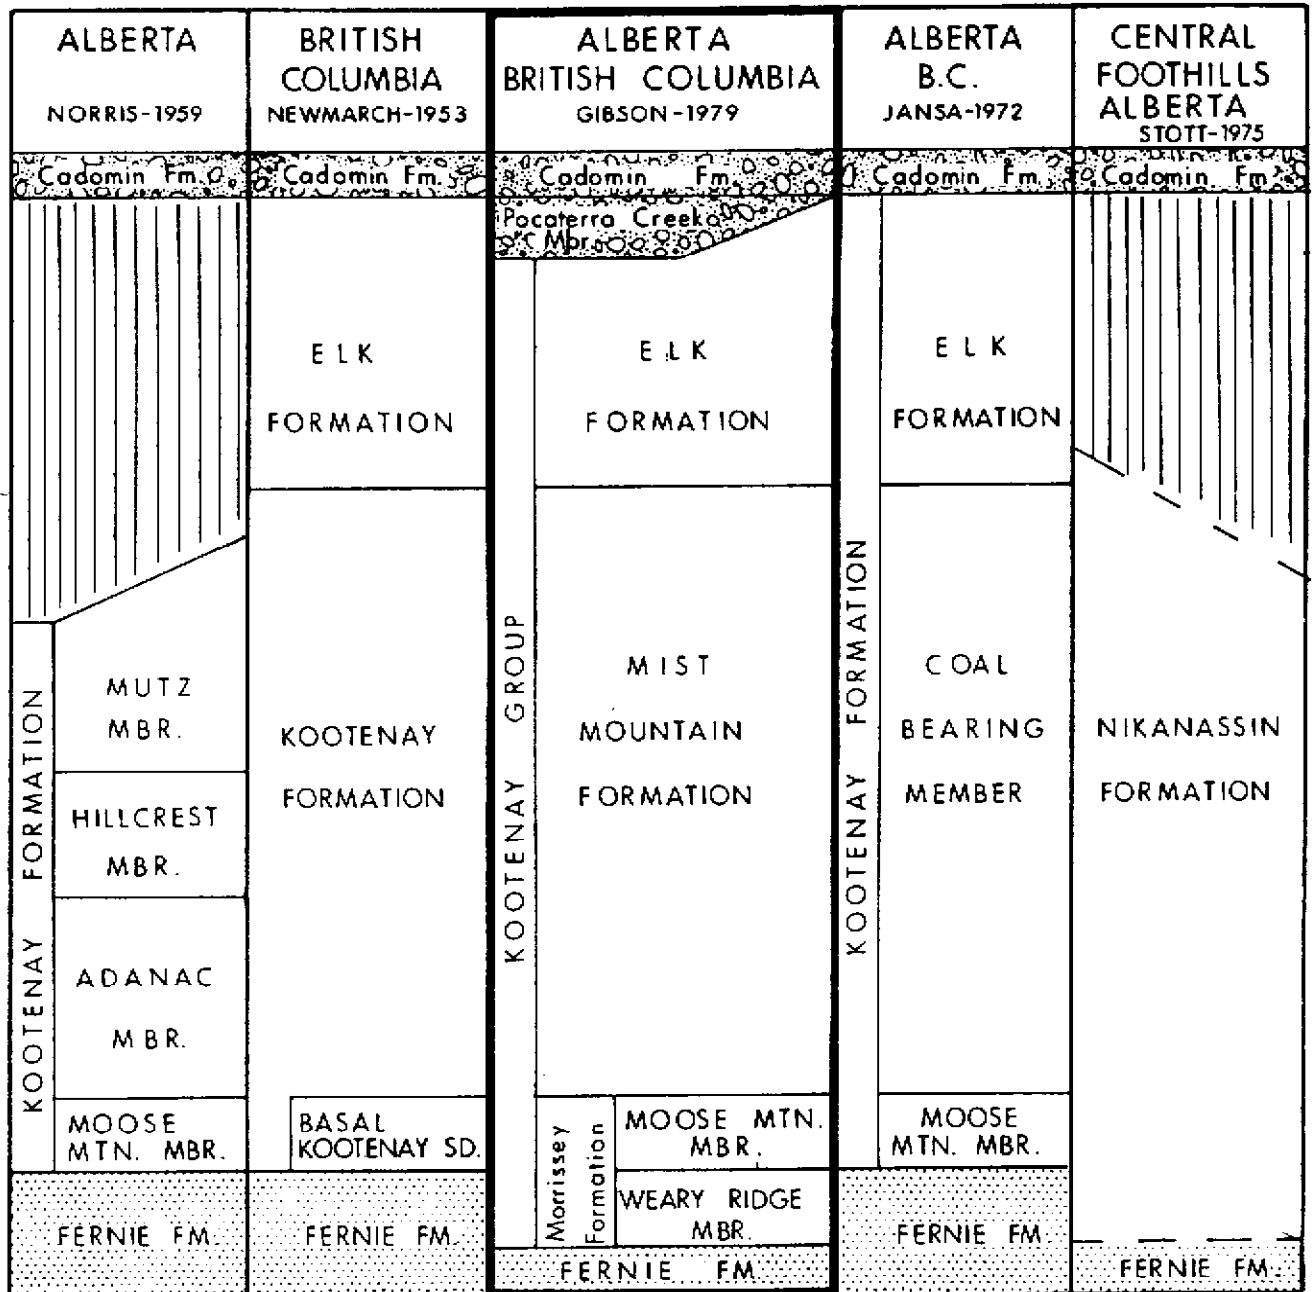 ALBERTA
NORRIS-1959
BRITISH
COLUMBIA
NEWMARCH-1953
ALBERTA
BRITISH COLUMBIA
GIBSON-1979
ALBERTA
B.C.
JANSA-1972
CENTRAL
FOOTHILLS
ALBERTA
STOTT-1975
Cadomin Fm.
Cadomin Fm.
Cadomin Fm.
Cadomin Fm.
Cadomin Fm.
KOOTENAY FORMATION
MUTZ
MBR.
HILLCREST
MBR.
ADANAC
MBR.
MOOSE
MTN. MBR.
FERNIE FM.
ELK
FORMATION
KOOTENAY
FORMATION
BASAL
KOOTENAY SD.
FERNIE FM.
Pocaterra Creek
Mbr.
KOOTENAY GROUP
ELK
FORMATION
MIST
MOUNTAIN
FORMATION
Morrissey
Formation
MOOSE MTN.
MBR.
WEARY RIDGE
MBR.
FERNIE FM.
KOOTENAY FORMATION
ELK
FORMATION
COAL
BEARING
MEMBER
MOOSE
MTN. MBR.
FERNIE FM.
NIKANASSIN
FORMATION
FERNIE FM.